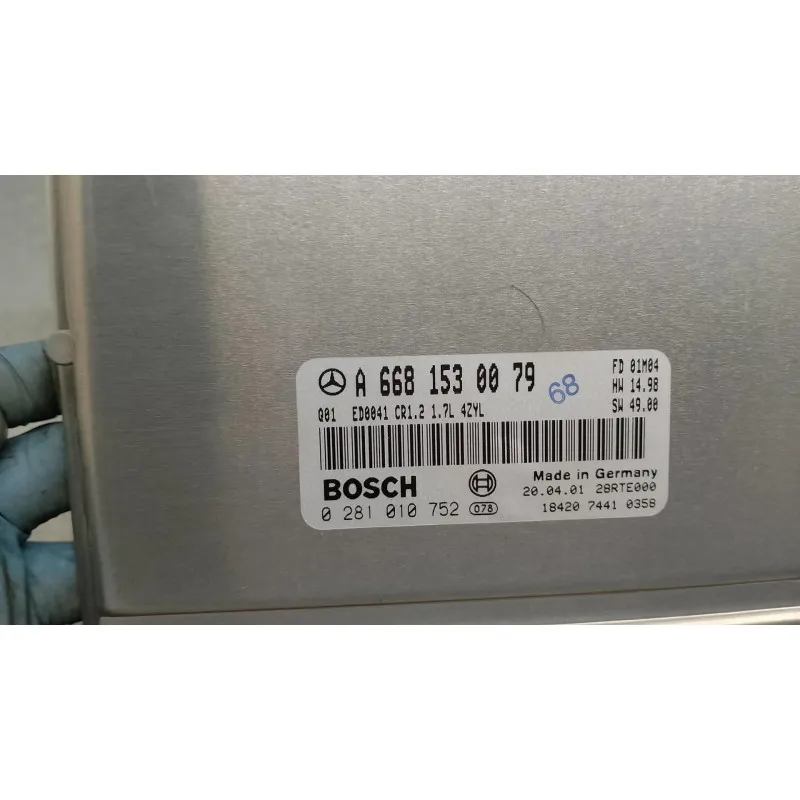 A 668 153 00 79
68
FD 01M04
HW 14.98
SW 49.00
Q01 ED0041 CR1.2 1.7L 4ZYL
BOSCH
Made in Germany
20.04.01 28RTE000
0 281 010 752 078
18420 7441 0358